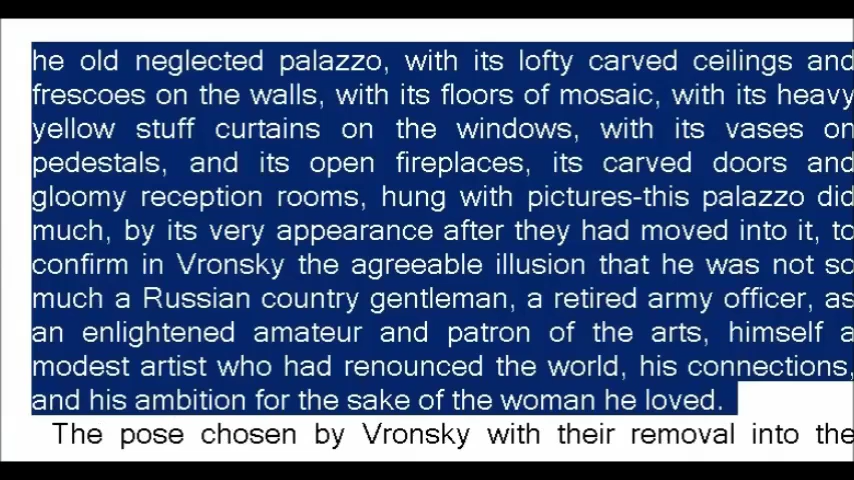 he old neglected palazzo, with its lofty carved ceilings and
frescoes on the walls, with its floors of mosaic, with its heavy
yellow stuff curtains on the windows, with its vases on
pedestals, and its open fireplaces, its carved doors and
gloomy reception rooms, hung with pictures-this palazzo did
much, by its very appearance after they had moved into it, to
confirm in Vronsky the agreeable illusion that he was not so
much a Russian country gentleman, a retired army officer, as
an enlightened amateur and patron of the arts, himself a
modest artist who had renounced the world, his connections,
and his ambition for the sake of the woman he loved.
The pose chosen by Vronsky with their removal into the